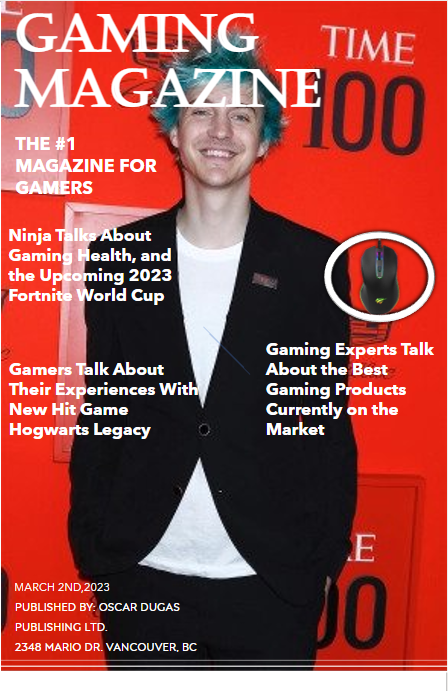 GAMING
MAGAZINE
TIME
100
THE #1
MAGAZINE FOR
GAMERS
Ninja Talks About
Gaming Health, and
the Upcoming 2023
Fortnite World Cup
Gaming Experts Talk
About the Best
Gaming Products
Currently on the
Market
Gamers Talk About
Their Experiences With
New Hit Game
Hogwarts Legacy
MARCH 2ND,2023
PUBLISHED BY: OSCAR DUGAS
PUBLISHING LTD.
2348 MARIO DR. VANCOUVER, BC